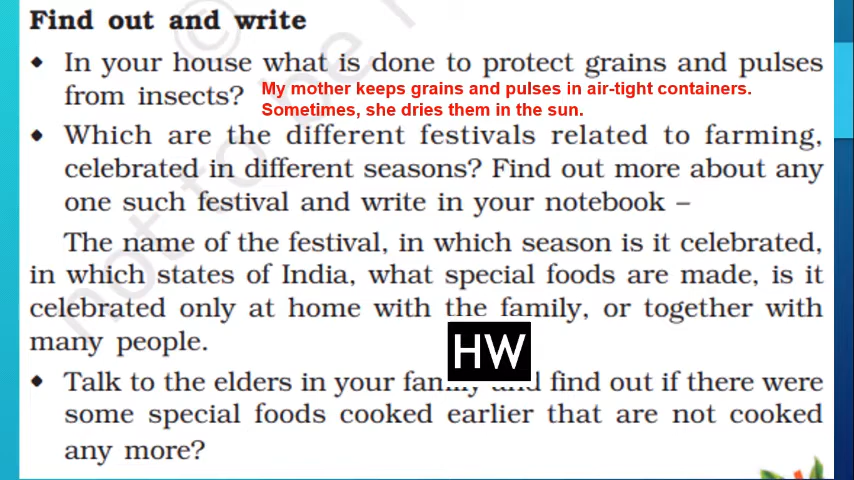 Find out and write
◆ In your house what is done to protect grains and pulses
from insects? My mother keeps grains and pulses in air-tight containers.
Sometimes, she dries them in the sun.
◆ Which are the different festivals related to farming,
celebrated in different seasons? Find out more about any
one such festival and write in your notebook –
The name of the festival, in which season is it celebrated,
in which states of India, what special foods are made, is it
celebrated only at home with the family, or together with
many people.
HW
◆ Talk to the elders in your family and find out if there were
some special foods cooked earlier that are not cooked
any more?